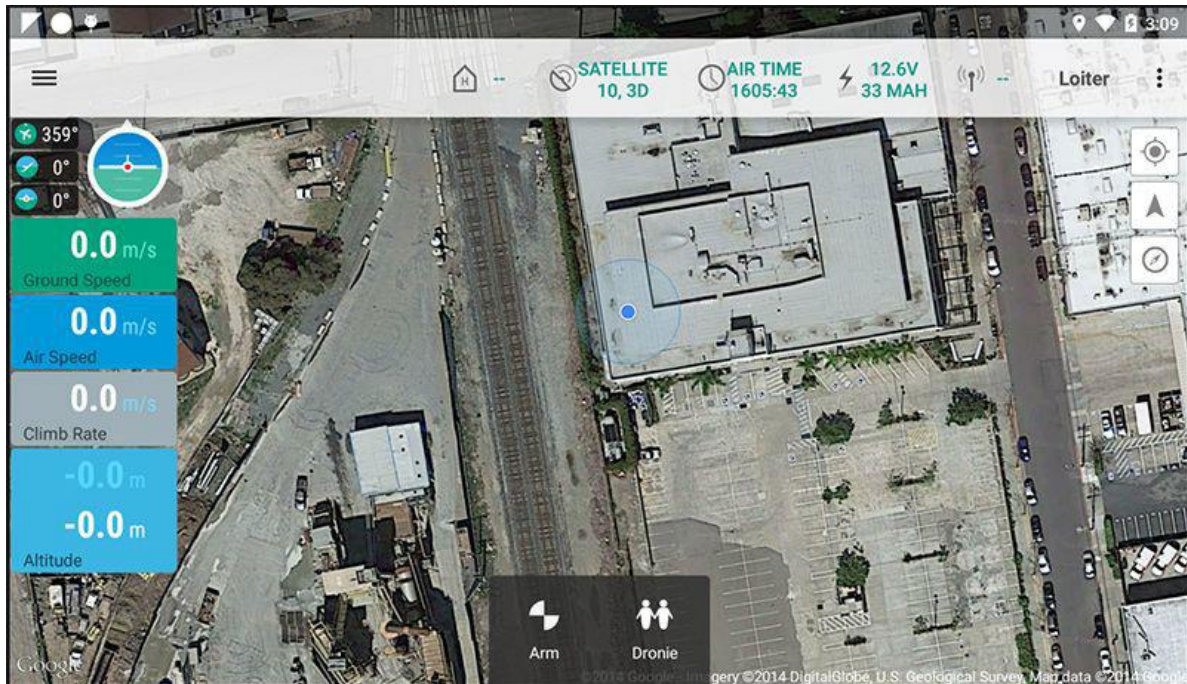 3:09
--
SATELLITE
10, 3D
AIR TIME
1605:43
12.6V
33 MAH
--
Loiter
H
359°
0°
0°
0.0 m/s
Ground Speed
0.0 m/s
Air Speed
0.0 m/s
Climb Rate
-0.0 m
-0.0 m
Altitude
Arm
Dronie
Google
©2014 Google - Imagery ©2014 DigitalGlobe, U.S. Geological Survey, Map data ©2014 Google